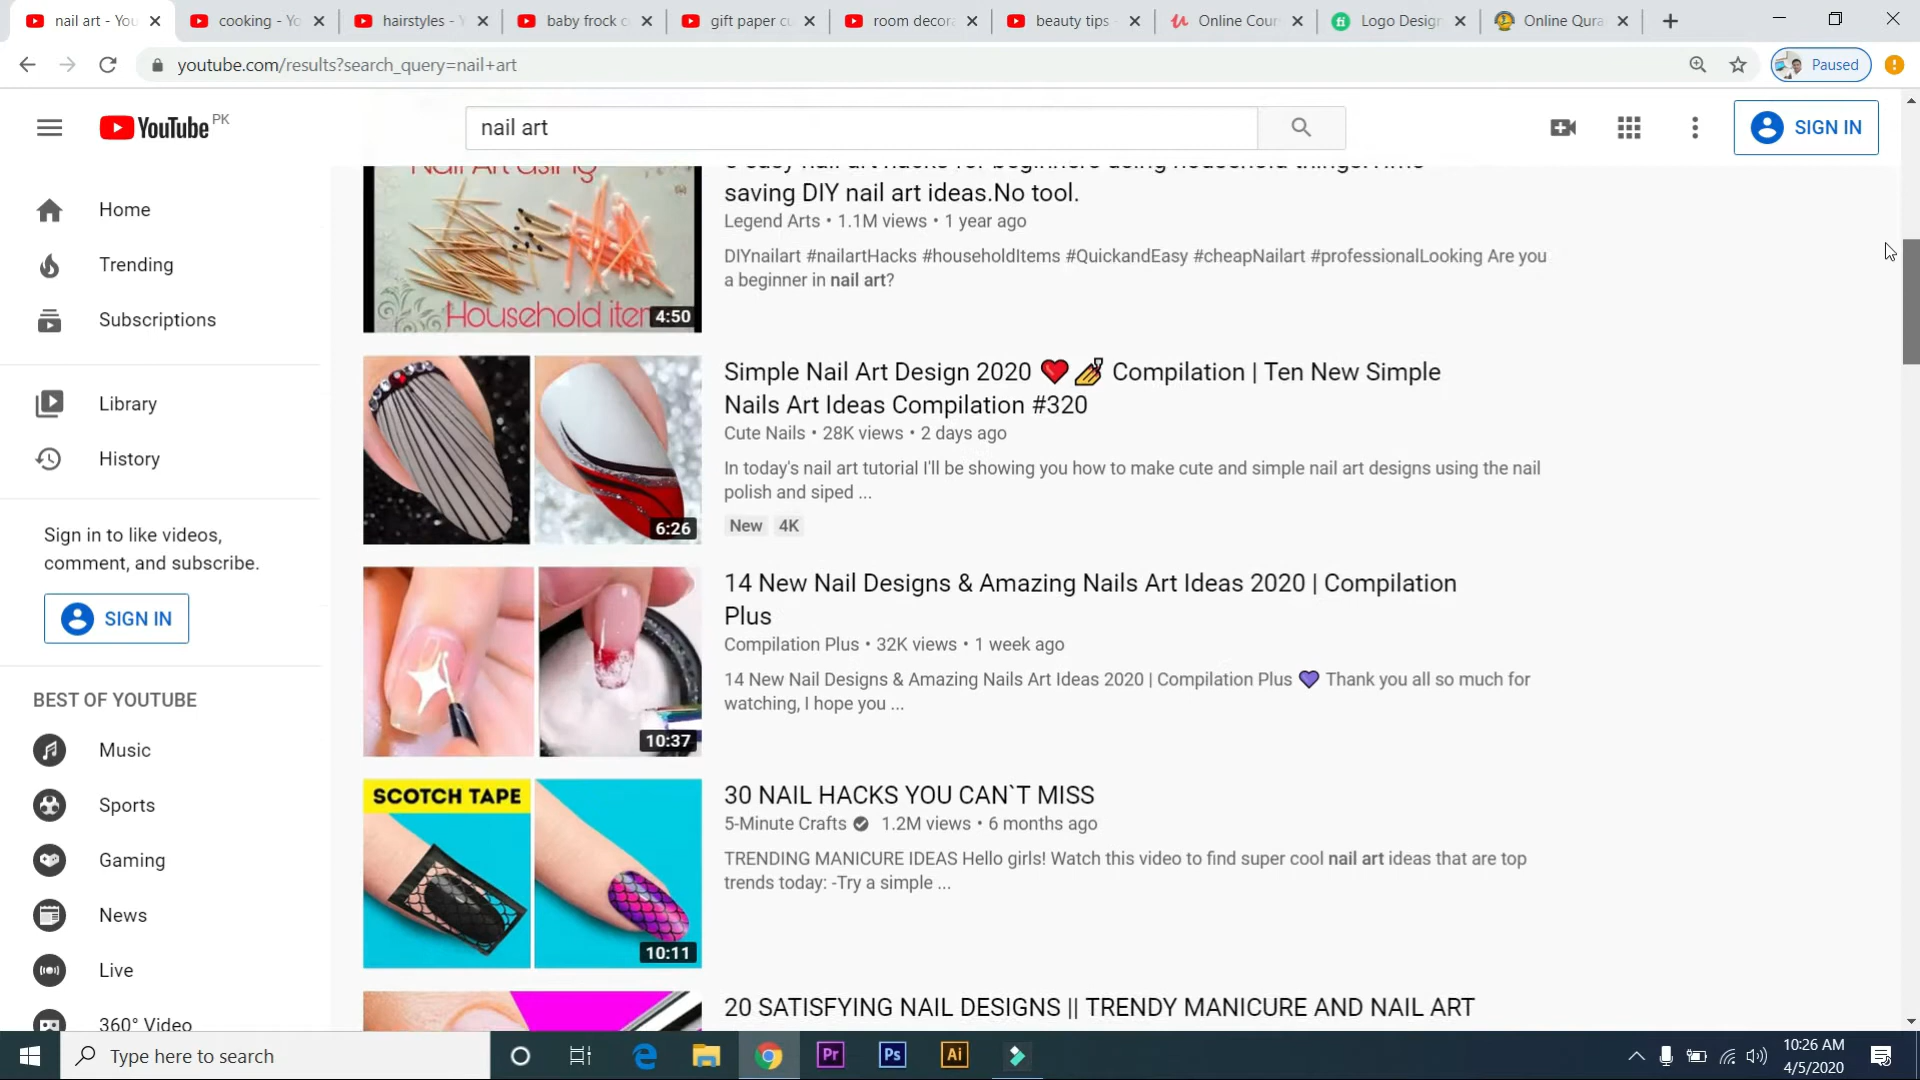 nail art - You
cooking - Yo
hairstyles - Y
baby frock c
gift paper cu
room decora
beauty tips -
Online Cour
Logo Design
Online Qura
youtube.com/results?search_query=nail+art
Paused
YouTube PK
nail art
SIGN IN
Home
Trending
Subscriptions
Library
History
Sign in to like videos,
comment, and subscribe.
SIGN IN
BEST OF YOUTUBE
Music
Sports
Gaming
News
Live
360° Video
Nail Art using
Household item
4:50
saving DIY nail art ideas.No tool.
Legend Arts • 1.1M views • 1 year ago
DIYnailart #nailartHacks #householdItems #QuickandEasy #cheapNailart #professionalLooking Are you
a beginner in nail art?
6:26
Simple Nail Art Design 2020 ❤️💅 Compilation | Ten New Simple
Nails Art Ideas Compilation #320
Cute Nails • 28K views • 2 days ago
In today's nail art tutorial I'll be showing you how to make cute and simple nail art designs using the nail
polish and siped ...
New 4K
10:37
14 New Nail Designs & Amazing Nails Art Ideas 2020 | Compilation
Plus
Compilation Plus • 32K views • 1 week ago
14 New Nail Designs & Amazing Nails Art Ideas 2020 | Compilation Plus 💜 Thank you all so much for
watching, I hope you ...
SCOTCH TAPE
10:11
30 NAIL HACKS YOU CAN`T MISS
5-Minute Crafts 1.2M views • 6 months ago
TRENDING MANICURE IDEAS Hello girls! Watch this video to find super cool nail art ideas that are top
trends today: -Try a simple ...
20 SATISFYING NAIL DESIGNS || TRENDY MANICURE AND NAIL ART
Type here to search
Pr
Ps
Ai
10:26 AM
4/5/2020